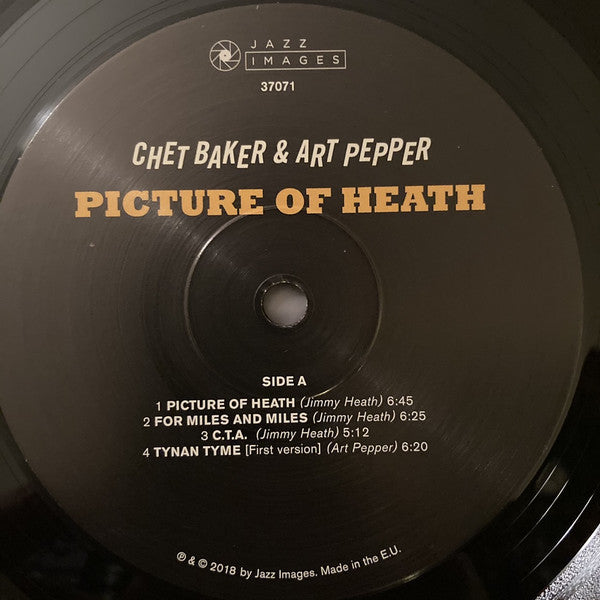 JAZZ
IMAGES
37071
CHET BAKER & ART PEPPER
PICTURE OF HEATH
SIDE A
1 PICTURE OF HEATH (Jimmy Heath) 6:45
2 FOR MILES AND MILES (Jimmy Heath) 6:25
3 C.T.A. (Jimmy Heath) 5:12
4 TYNAN TYME [First version] (Art Pepper) 6:20
℗ & © 2018 by Jazz Images. Made in the E.U.